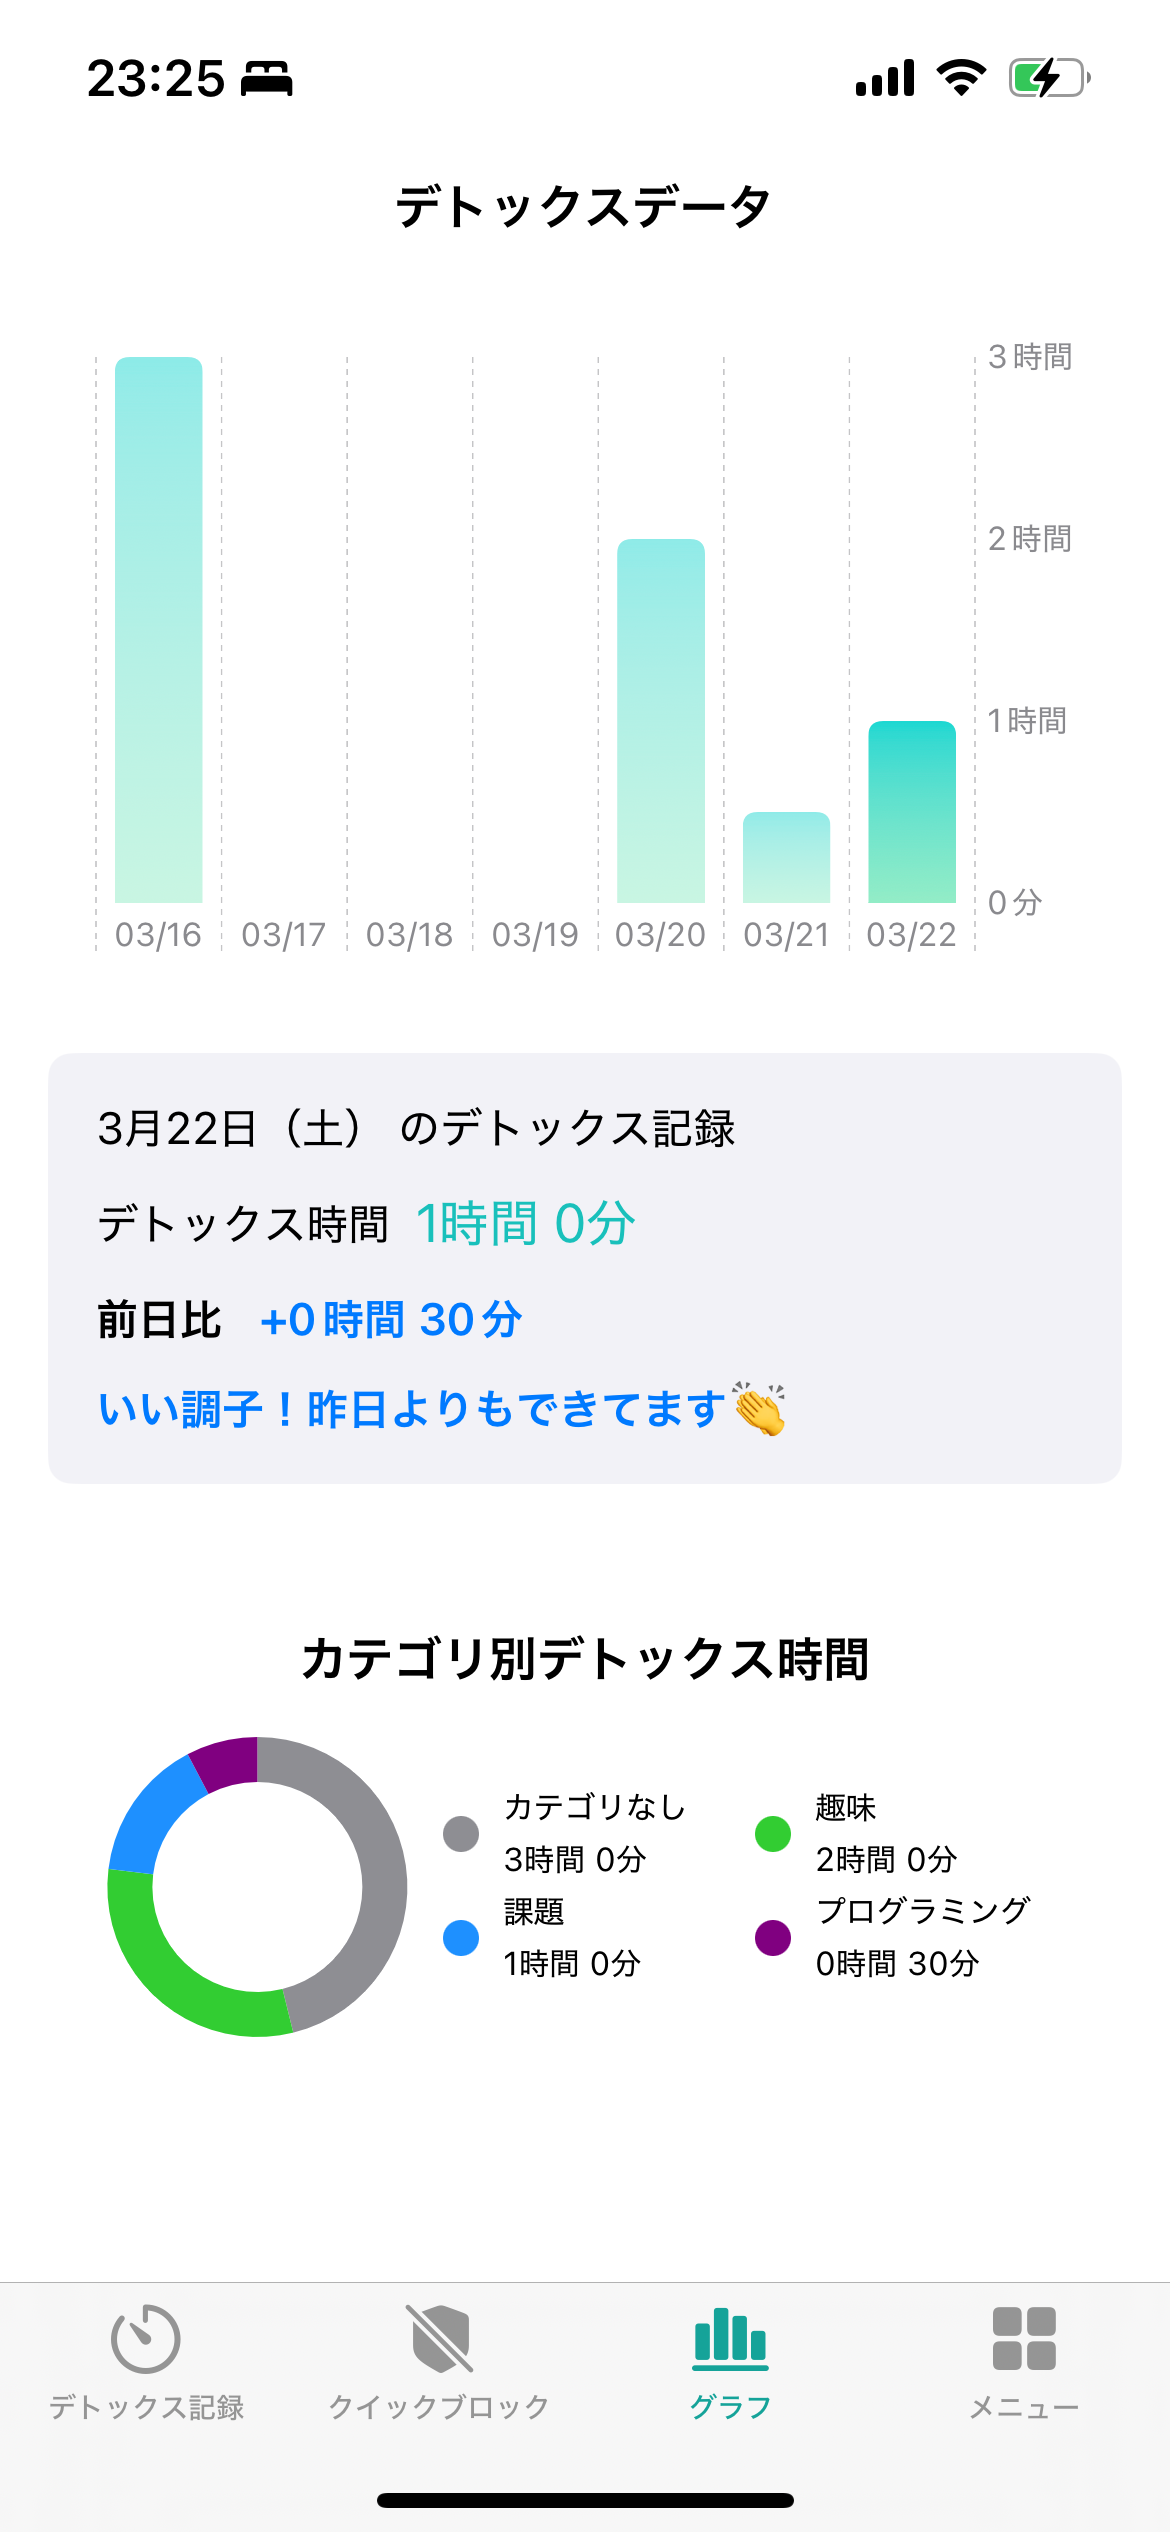 23:25
デトックスデータ
3時間
2時間
1時間
0分
03/16 03/17 03/18 03/19 03/20 03/21 03/22
3月22日（土） のデトックス記録
デトックス時間 1時間 0分
前日比 +0時間 30分
いい調子！昨日よりもできてます👏
カテゴリ別デトックス時間
カテゴリなし
3時間 0分
趣味
2時間 0分
課題
1時間 0分
プログラミング
0時間 30分
デトックス記録 クイックブロック グラフ メニュー